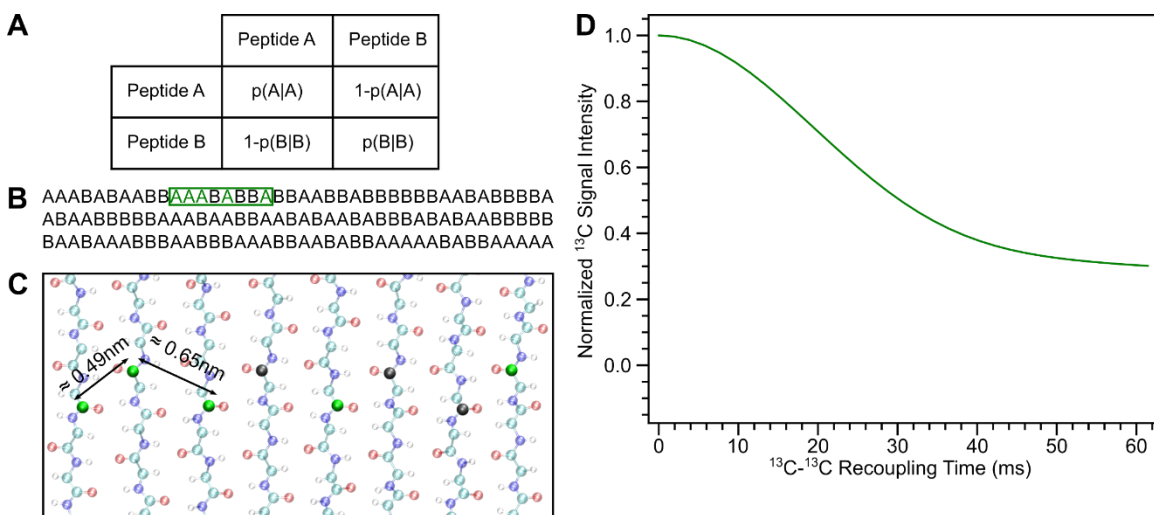 A
Peptide A Peptide B
Peptide A p(A|A) 1-p(A|A)
Peptide B 1-p(B|B) p(B|B)
B
AAABABAABBAAABABBABBAABBABBBBBBAABABBBBA
ABAABBBBBAAABAABBAABABAABBABBABABAABBBBB
BAABAAABBBAABBBAAABBAABABBAAAAABABBAAAAA
C
≈ 0.49nm
≈ 0.65nm
D
Normalized ¹³C Signal Intensity
1.0
0.8
0.6
0.4
0.2
0.0
0 10 20 30 40 50 60
¹³C-¹³C Recoupling Time (ms)